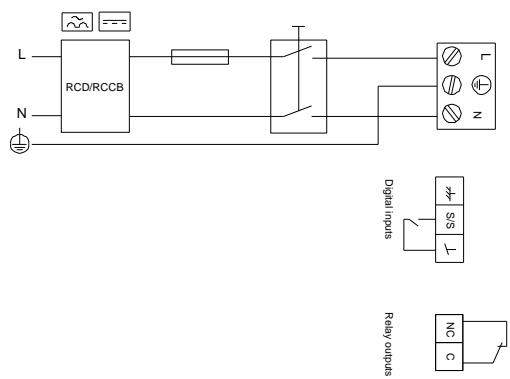 L
RCD/RCCB
N
L
N
Digital inputs
S/S
Relay outputs
NC
C